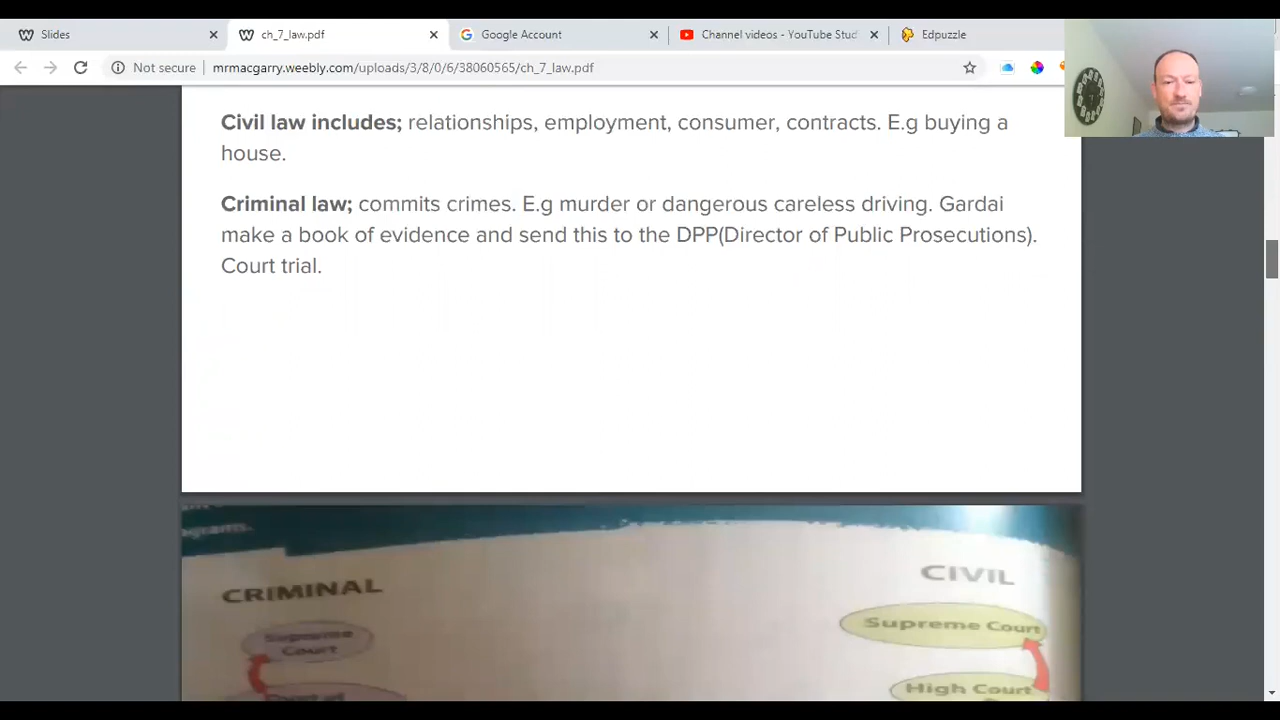 Slides
ch_7_law.pdf
Google Account
Channel videos - YouTube Stud
Edpuzzle
Not secure
mrmacgarry.weebly.com/uploads/3/8/0/6/38060565/ch_7_law.pdf
Civil law includes; relationships, employment, consumer, contracts. E.g buying a
house.
Criminal law; commits crimes. E.g murder or dangerous careless driving. Gardai
make a book of evidence and send this to the DPP(Director of Public Prosecutions).
Court trial.
CRIMINAL
CIVIL
Supreme
Court
Supreme Court
High Court